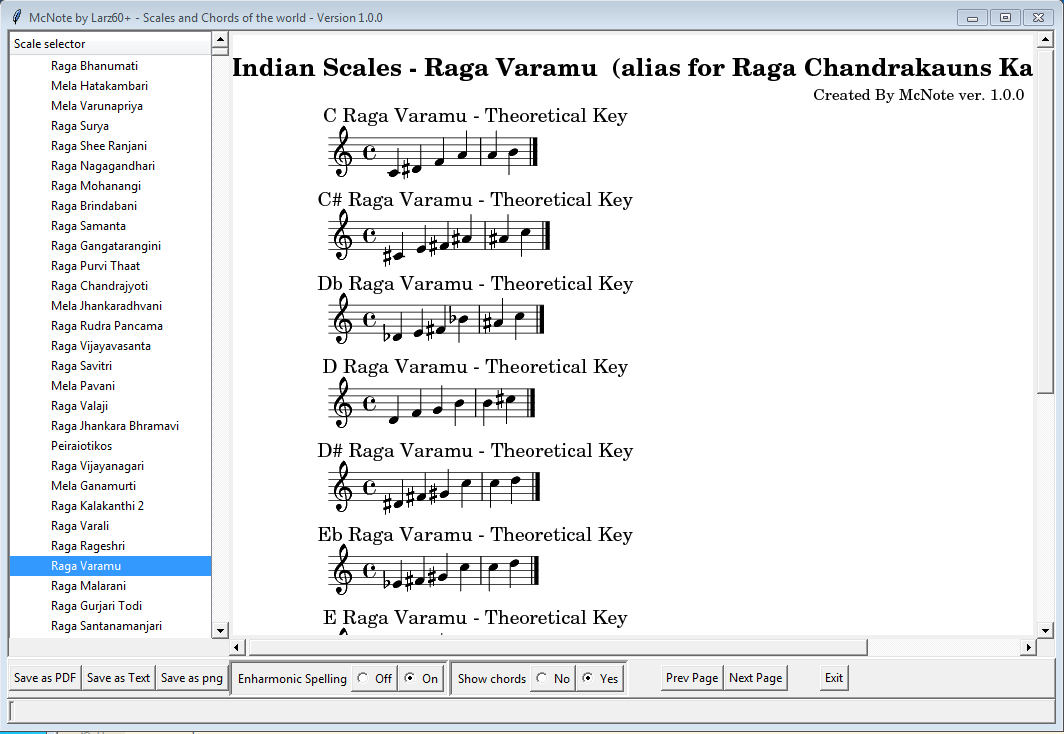 McNote by Larz60+ - Scales and Chords of the world - Version 1.0.0
Scale selector
Raga Bhanumati
Mela Hatakambari
Mela Varunapriya
Raga Surya
Raga Shee Ranjani
Raga Nagagandhari
Raga Mohanangi
Raga Brindabani
Raga Samanta
Raga Gangatarangini
Raga Purvi Thaat
Raga Chandrajyoti
Mela Jhankaradhvani
Raga Rudra Pancama
Raga Vijayavasanta
Raga Savitri
Mela Pavani
Raga Valaji
Raga Jhankara Bhramavi
Peiraiotikos
Raga Vijayanagari
Mela Ganamurti
Raga Kalakanthi 2
Raga Varali
Raga Rageshri
Raga Varamu
Raga Malarani
Raga Gurjari Todi
Raga Santanamanjari
Indian Scales - Raga Varamu (alias for Raga Chandrakauns Ka
Created By McNote ver. 1.0.0
C Raga Varamu - Theoretical Key
C# Raga Varamu - Theoretical Key
Db Raga Varamu - Theoretical Key
D Raga Varamu - Theoretical Key
D# Raga Varamu - Theoretical Key
Eb Raga Varamu - Theoretical Key
E Raga Varamu - Theoretical Key
Save as PDF Save as Text Save as png Enharmonic Spelling Off On Show chords No Yes Prev Page Next Page Exit